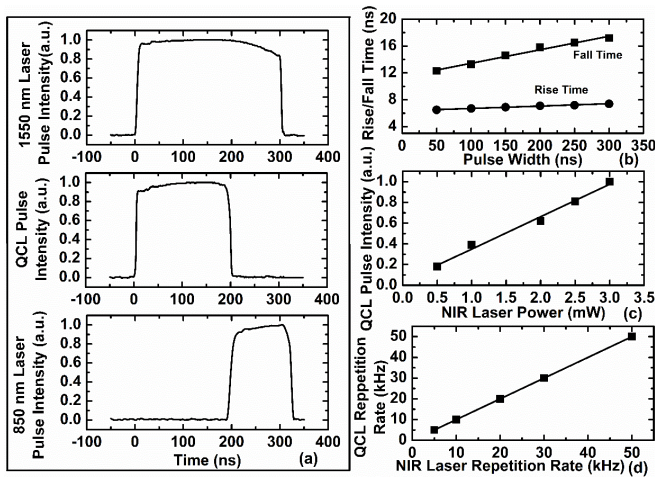 1550 nm Laser
Pulse Intensity(a.u.)
1.0
0.8
0.6
0.4
0.2
0.0
-100 0 100 200 300 400
QCL Pulse
Intensity (a.u.)
1.0
0.8
0.6
0.4
0.2
0.0
-100 0 100 200 300 400
850 nm Laser
Pulse Intensity (a.u.)
1.0
0.8
0.6
0.4
0.2
0.0
-100 0 100 200 300 400
Time (ns) (a)
Rise/Fall Time (ns)
20
16
12
8
4
Fall Time
Rise Time
0 50 100 150 200 250 300 350
Pulse Width (ns) (b)
QCL Pulse Intensity (a.u.)
1.0
0.8
0.6
0.4
0.2
0.0
0.0 0.5 1.0 1.5 2.0 2.5 3.0 3.5
NIR Laser Power (mW) (c)
QCL Reppetition
Rate (kHz)
50
40
30
20
10
0
0 10 20 30 40 50
NIR Laser Repetition Rate (kHz) (d)